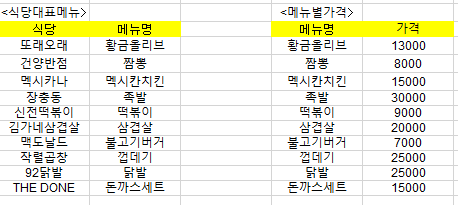 <식당대표메뉴> <메뉴별가격>
식당 메뉴명 메뉴명 가격
또래오래 황금올리브 황금올리브 13000
건양반점 짬뽕 짬뽕 8000
멕시카나 멕시칸치킨 멕시칸치킨 15000
장충동 족발 족발 30000
신전떡볶이 떡볶이 떡볶이 9000
김가네삼겹살 삼겹살 삼겹살 20000
맥도날드 불고기버거 불고기버거 7000
작렬곱창 껍데기 껍데기 25000
92닭발 닭발 닭발 25000
THE DONE 돈까스세트 돈까스세트 15000